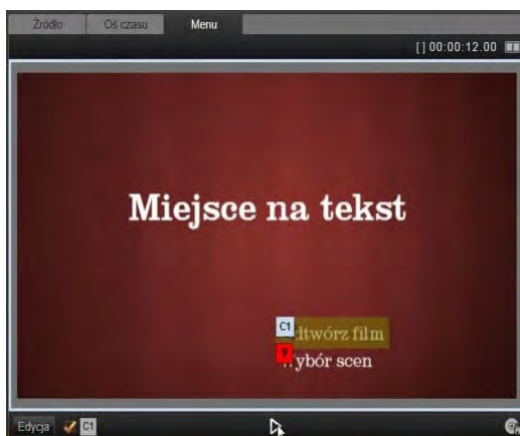 Źródło Oś czasu Menu
[ ] 00:00:12.00
Miejsce na tekst
C1 dtwórz film
? ybór scen
Edycja C1